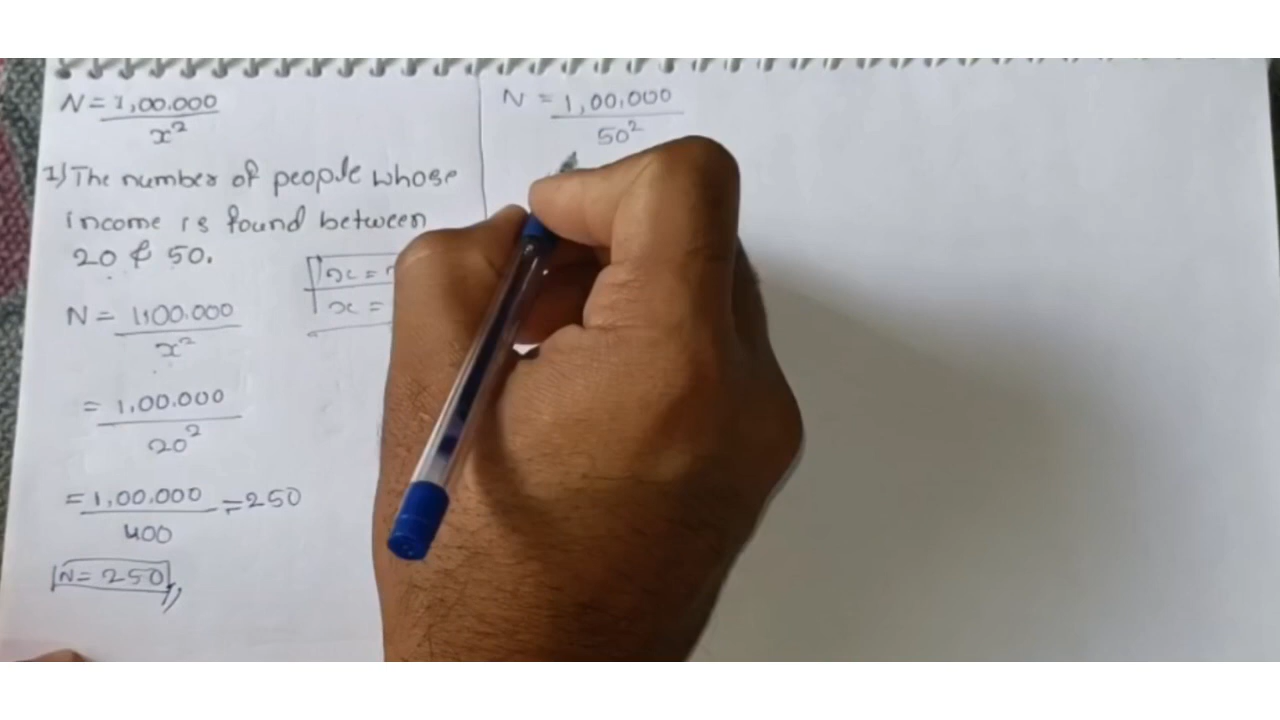 N = 1,00,000
x²
1) The number of people whose
income is found between
20 & 50.
x =
x =
N = 1,00,000
x²
= 1,00,000
20²
= 1,00,000 = 250
400
N = 250
N = 1,00,000
50²